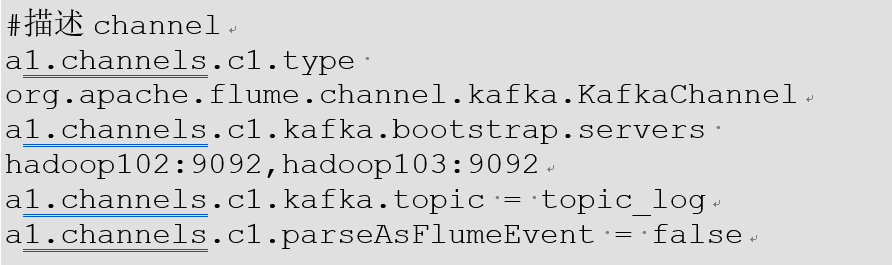 #描述 channel
a1.channels.c1.type
org.apache.flume.channel.kafka.KafkaChannel
a1.channels.c1.kafka.bootstrap.servers
hadoop102:9092,hadoop103:9092
a1.channels.c1.kafka.topic = topic_log
a1.channels.c1.parseAsFlumeEvent = false